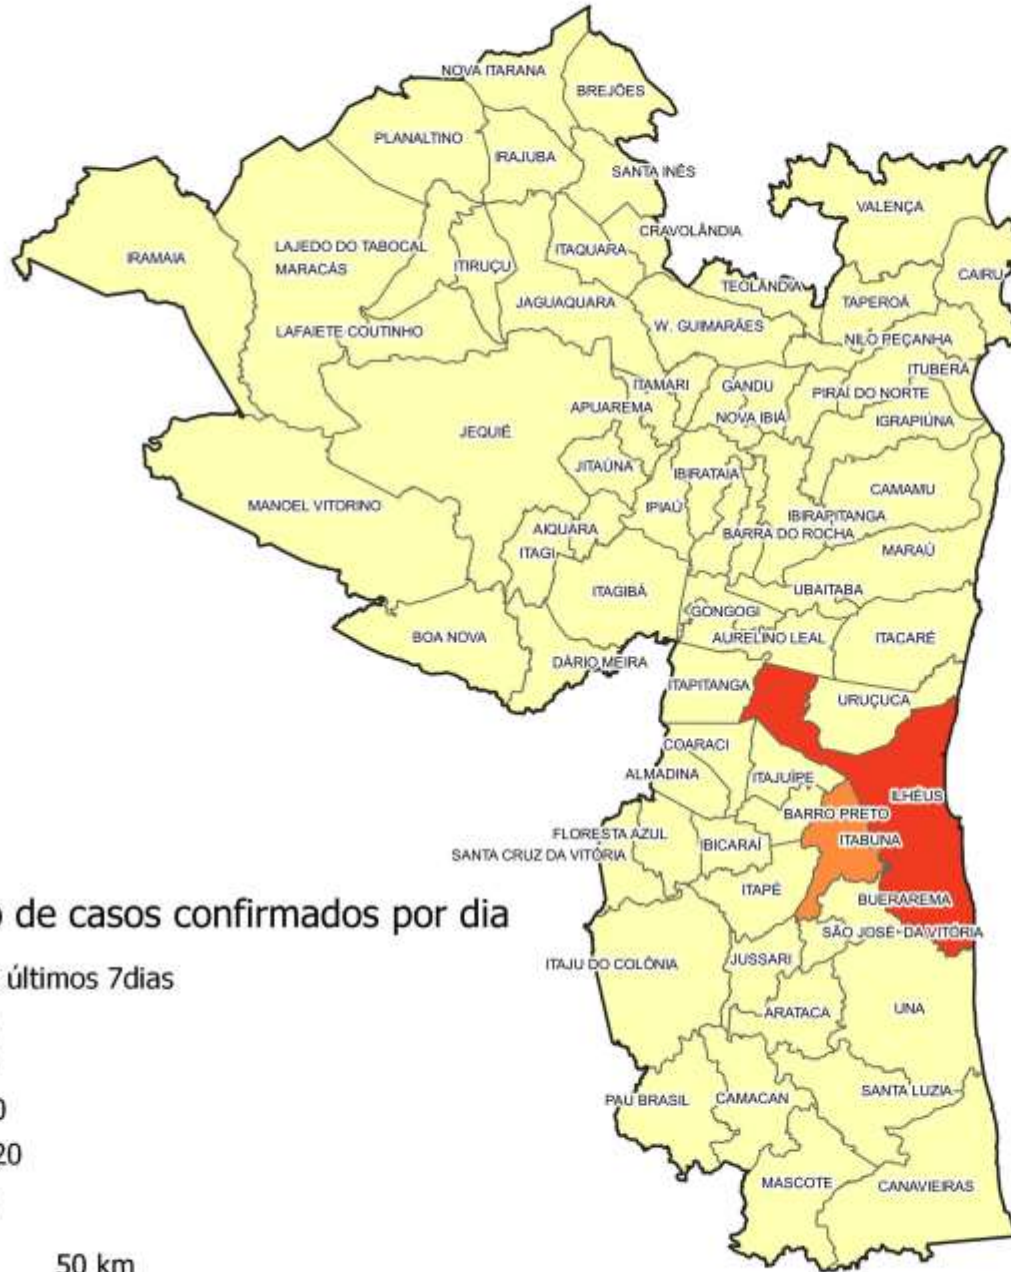 NOVA ITARANA
BREJÕES
PLANALTINO
IRAJUBA
SANTA INÊS
VALENÇA
CRAVOLÂNDIA
LAJEDO DO TABOCAL
ITAQUARA
IRAMAIA
MARACÁS
ITIRUÇU
CAIRU
TEOLÂNDIA
JAGUAQUARA
TAPEROÁ
LAFAIETE COUTINHO
W. GUIMARÃES
NILO PEÇANHA
ITUBERÁ
ITAMARI
GANDU
PIRAÍ DO NORTE
APUAREMA
NOVA IBIÁ
IGRAPIÚNA
JEQUIÉ
JITAÚNA
IBIRATAIA
CAMAMU
MANOEL VITORINO
IPIAÚ
IBIRAPITANGA
AIQUARA
BARRA DO ROCHA
ITAGI
MARAÚ
ITAGIBÁ
UBAITABA
GONGOGI
BOA NOVA
AURELINO LEAL
ITACARÉ
DÁRIO MEIRA
ITAPITANGA
URUÇUCA
COARACI
ALMADINA
ITAJUÍPE
ILHÉUS
BARRO PRETO
FLORESTA AZUL
IBICARAÍ
ITABUNA
SANTA CRUZ DA VITÓRIA
ITAPÉ
BUERAREMA
o de casos confirmados por dia
SÃO JOSÉ DA VITÓRIA
ITAJU DO COLÔNIA
JUSSARI
últimos 7dias
ARATACA
UNA
PAU BRASIL
CAMACAN
SANTA LUZIA
0
20
MASCOTE
CANAVIEIRAS
50 km